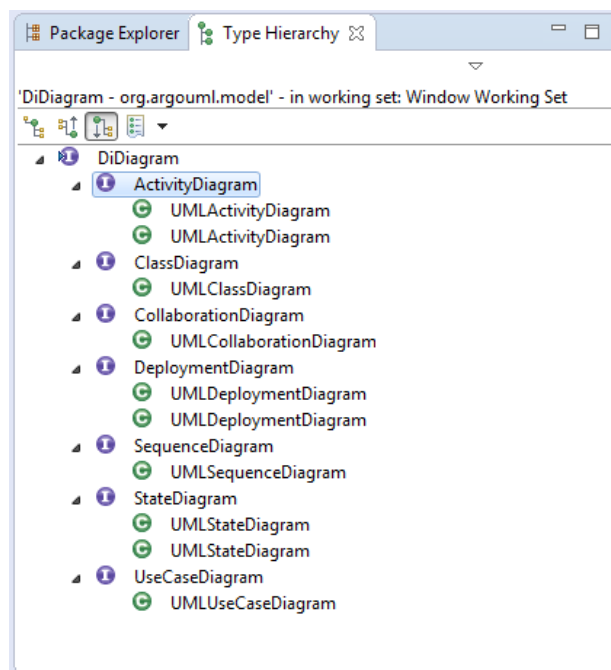 Package Explorer Type Hierarchy
'DiDiagram - org.argouml.model' - in working set: Window Working Set
DiDiagram
ActivityDiagram
UMLActivityDiagram
UMLActivityDiagram
ClassDiagram
UMLClassDiagram
CollaborationDiagram
UMLCollaborationDiagram
DeploymentDiagram
UMLDeploymentDiagram
UMLDeploymentDiagram
SequenceDiagram
UMLSequenceDiagram
StateDiagram
UMLStateDiagram
UMLStateDiagram
UseCaseDiagram
UMLUseCaseDiagram